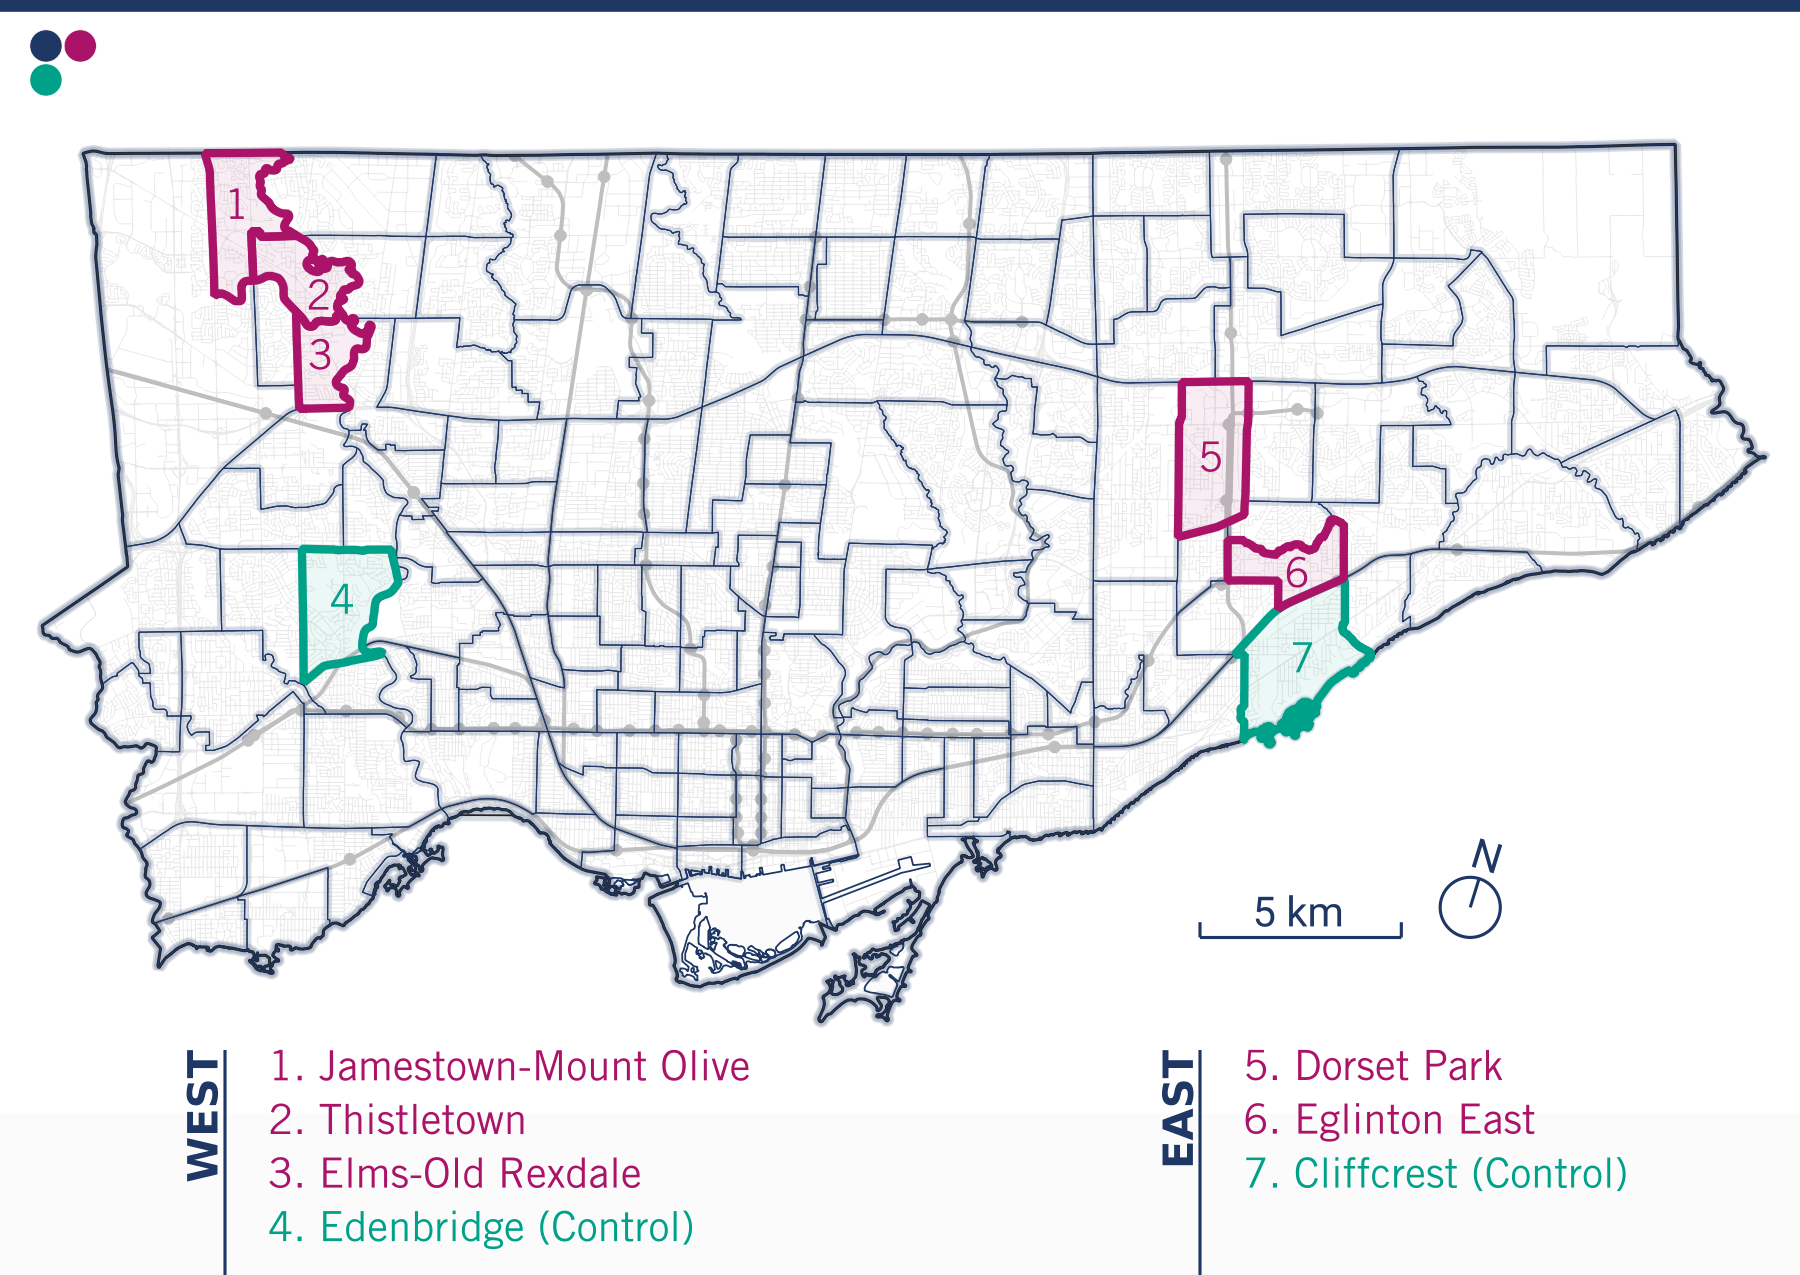 1
2
3
4
5
6
7
N
5 km
WEST
1. Jamestown-Mount Olive
2. Thistletown
3. Elms-Old Rexdale
4. Edenbridge (Control)
EAST
5. Dorset Park
6. Eglinton East
7. Cliffcrest (Control)